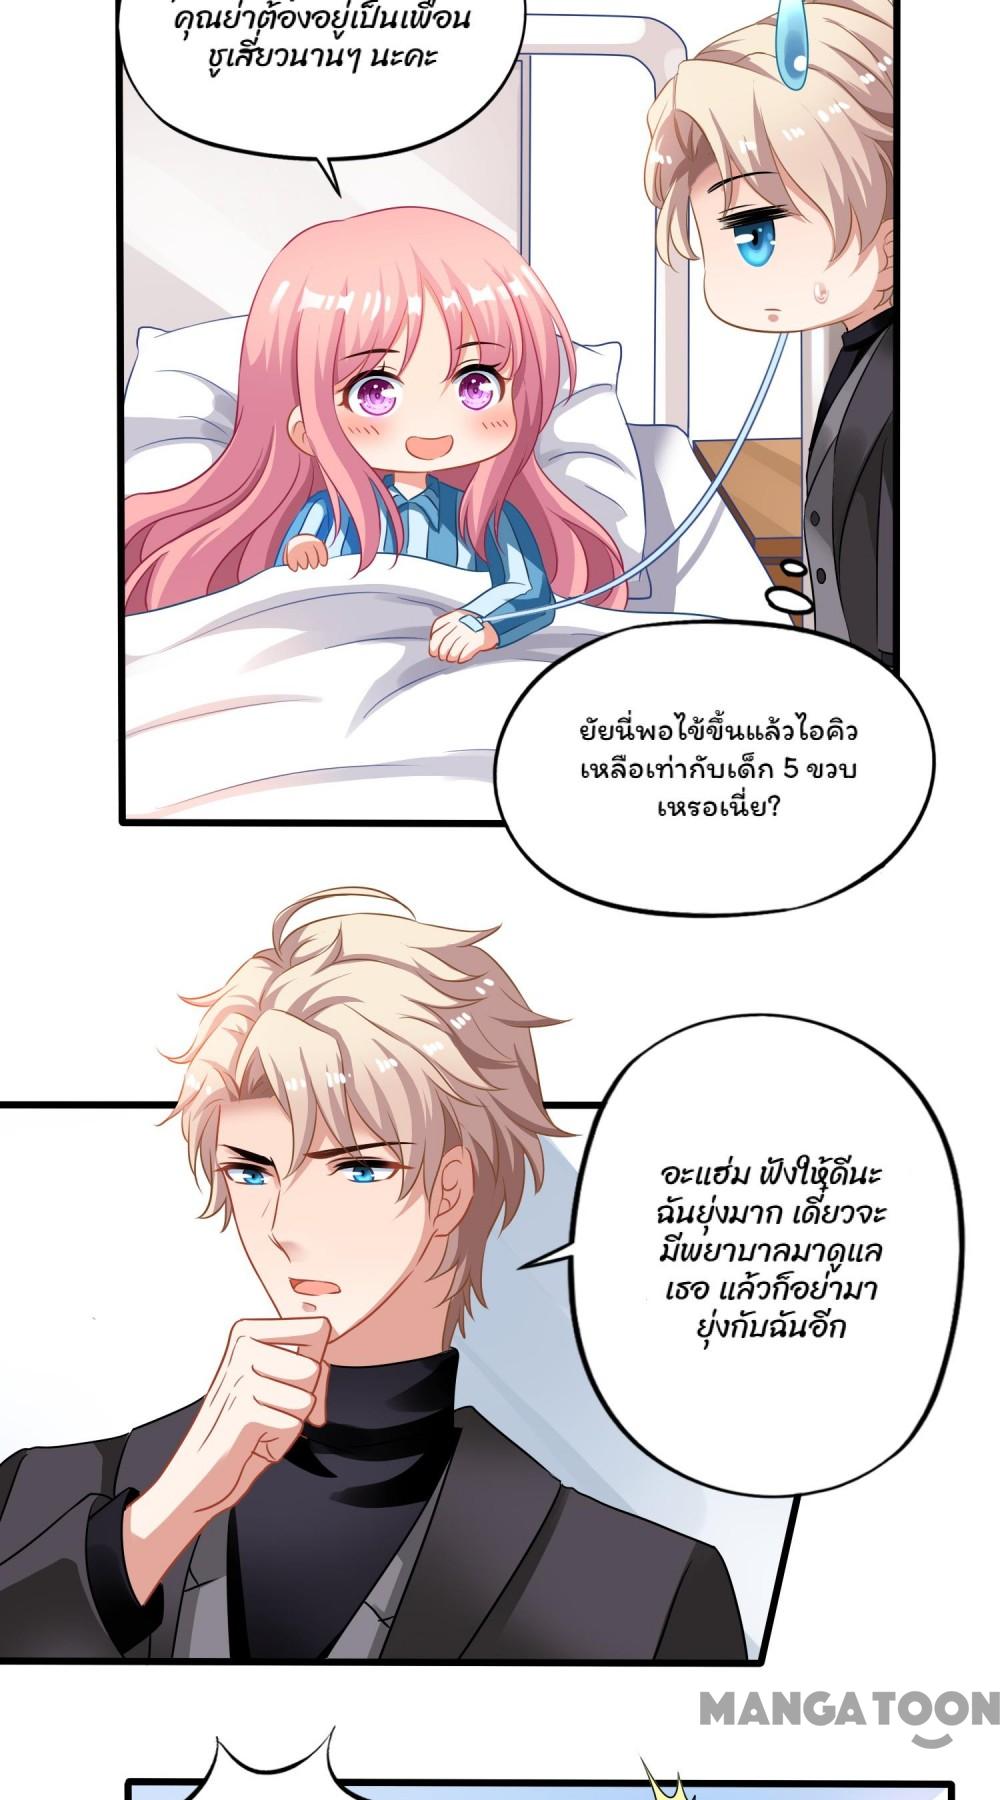 คุณย่าต้องอยู่เป็นเพื่อน
ชูเสี่ยวนานๆ นะคะ
ยัยนี่พอไข้ขึ้นแล้วไอคิว
เหลือเท่ากับเด็ก 5 ขวบ
เหรอเนี่ย?
อะแฮ่ม ฟังให้ดีนะ
ฉันยุ่งมาก เดี๋ยวจะ
มีพยาบาลมาดูแล
เธอ แล้วก็อย่ามา
ยุ่งกับฉันอีก
MANGATOON